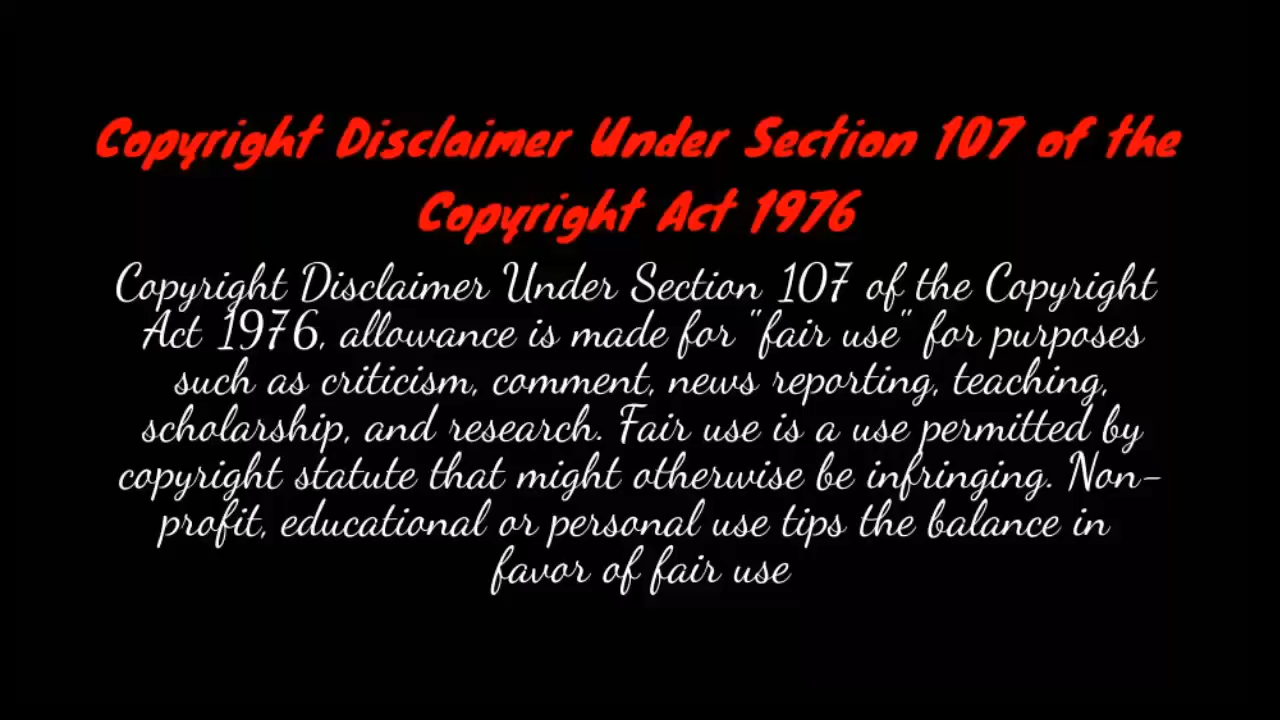 Copyright Disclaimer Under Section 107 of the
Copyright Act 1976
Copyright Disclaimer Under Section 107 of the Copyright
Act 1976, allowance is made for "fair use" for purposes
such as criticism, comment, news reporting, teaching,
scholarship, and research. Fair use is a use permitted by
copyright statute that might otherwise be infringing. Non-
profit, educational or personal use tips the balance in
favor of fair use